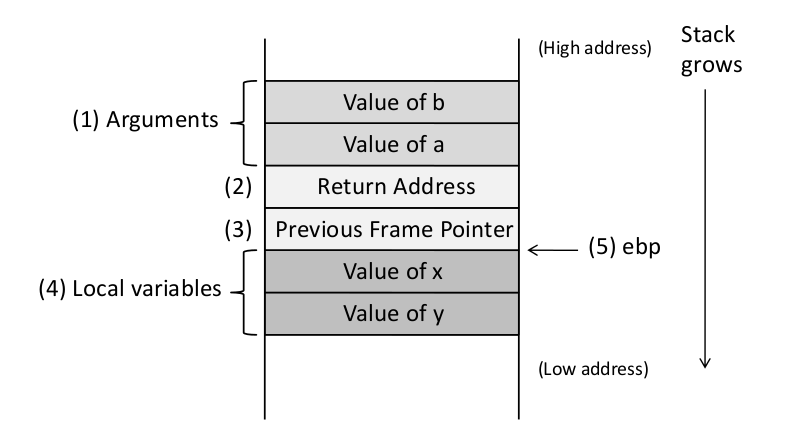 (High address)
Stack
grows
Value of b
(1) Arguments
Value of a
(2)
Return Address
(3)
Previous Frame Pointer
(5) ebp
Value of x
(4) Local variables
Value of y
(Low address)